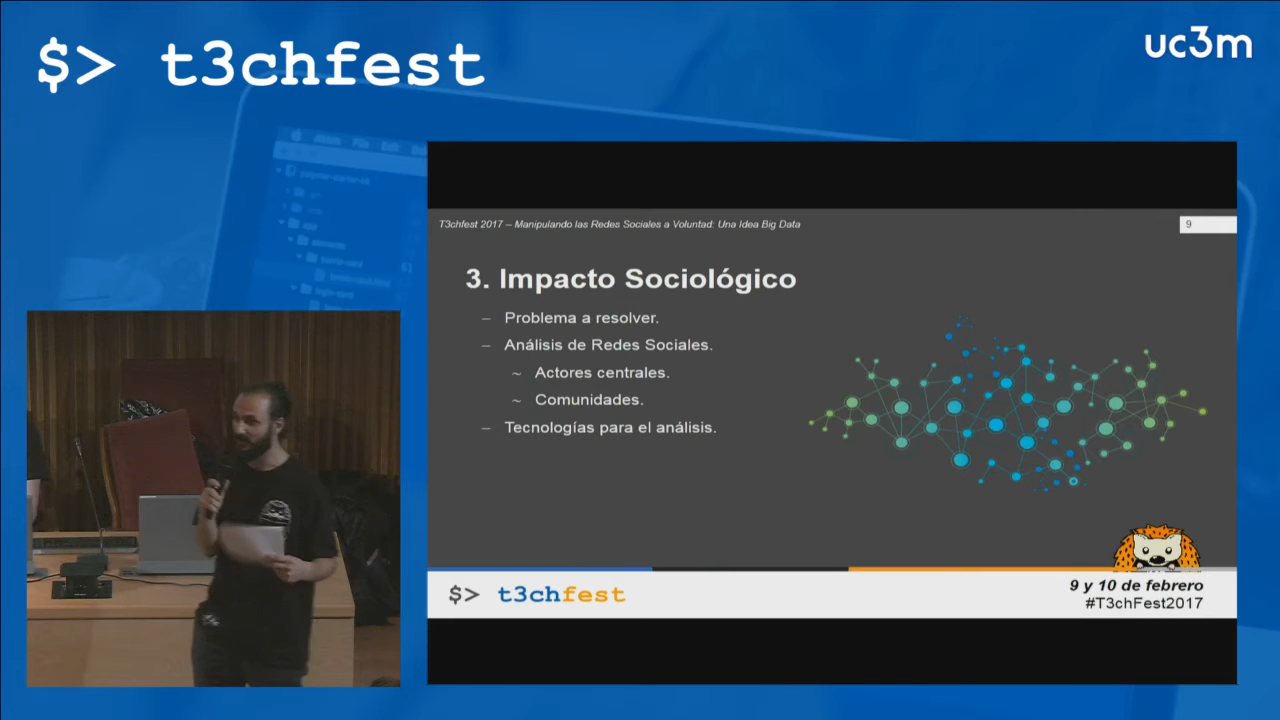 $> t3chfest
uc3m
T3chfest 2017 – Manipulando las Redes Sociales a Voluntad: Una Idea Big Data
9
3. Impacto Sociológico
– Problema a resolver.
– Análisis de Redes Sociales.
~ Actores centrales.
~ Comunidades.
– Tecnologías para el análisis.
$> t3chfest
9 y 10 de febrero
#T3chFest2017